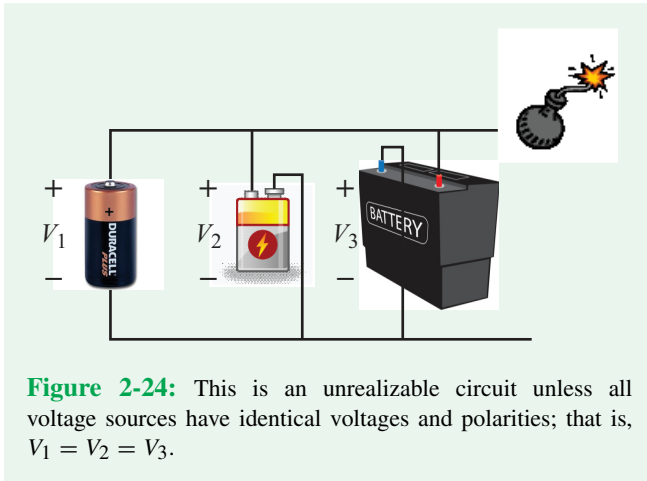 + + +
V1 V2 V3
− − −
+
DURACELL
PLUS
BATTERY
Figure 2-24: This is an unrealizable circuit unless all
voltage sources have identical voltages and polarities; that is,
V1 = V2 = V3.